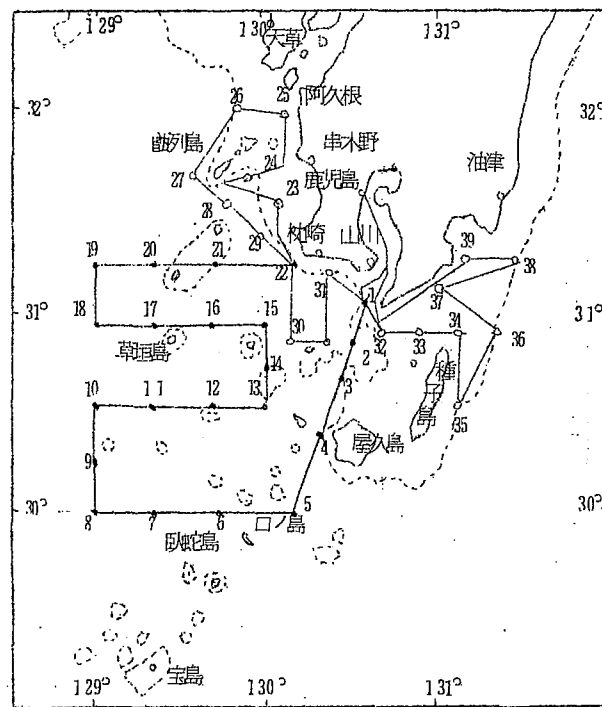 129° 130° 131°
天草
32° 26 25 阿久根 32°
甑列島 串木野
24 鹿児島 油津
27 23
28 枕崎 山川
29 39
19 20 21 22 38
31 37
31° 18 17 16 15 1 31°
草垣島 30 2 32 33 34 36
14 3 種子島
10 11 12 13 35
4 屋久島
9
30° 8 7 6 5 30°
臥蛇島 口ノ島
宝島
129° 130° 131°